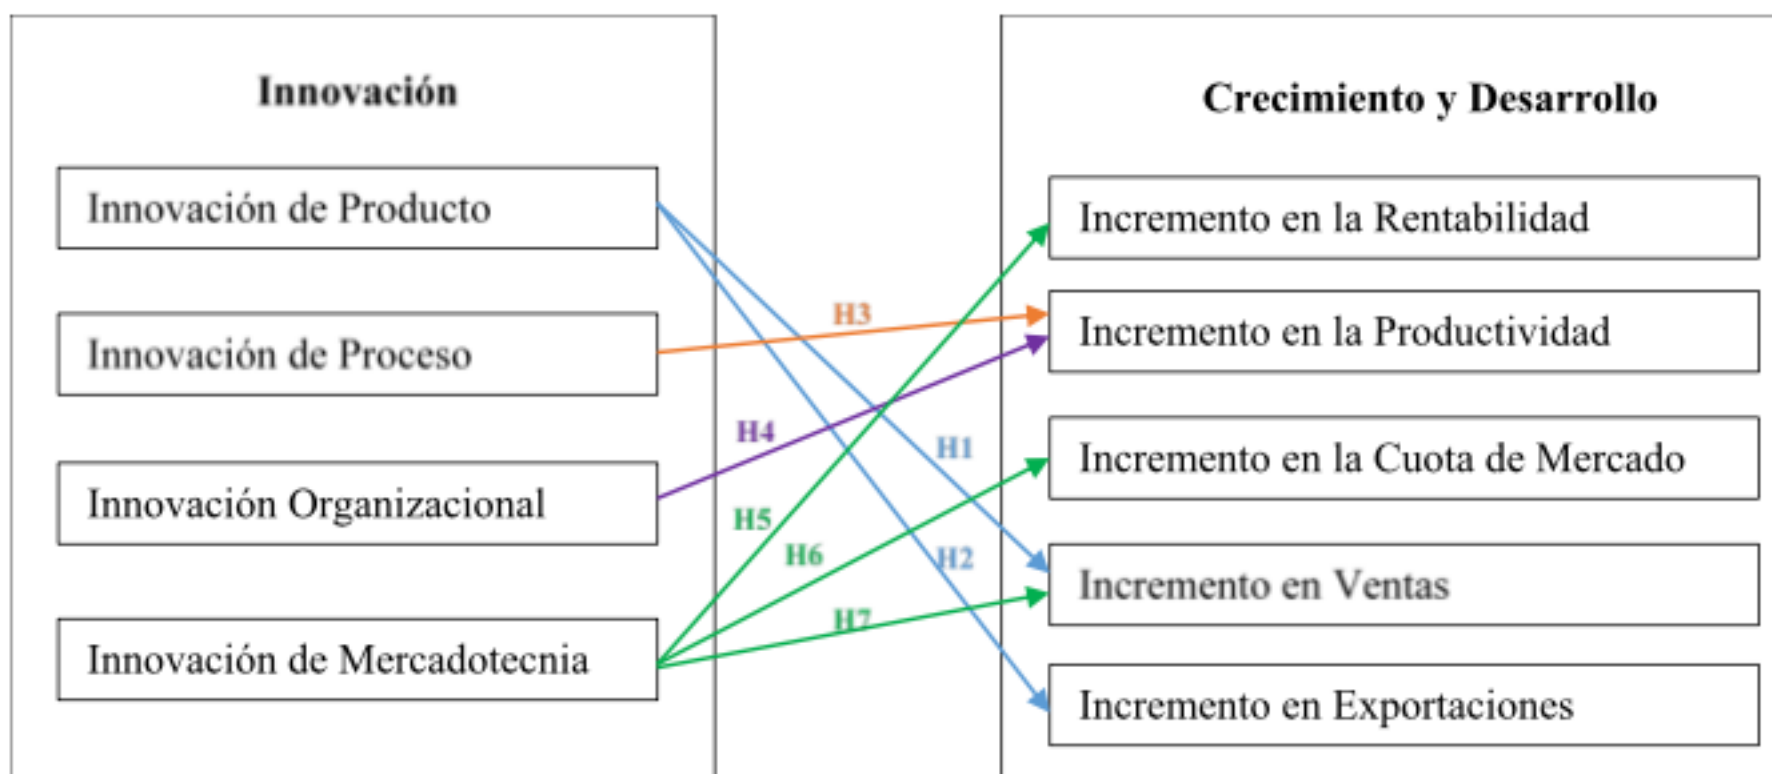 Innovación
Innovación de Producto
Innovación de Proceso
Innovación Organizacional
Innovación de Mercadotecnia
H3
H4
H1
H5
H6
H2
H7
Crecimiento y Desarrollo
Incremento en la Rentabilidad
Incremento en la Productividad
Incremento en la Cuota de Mercado
Incremento en Ventas
Incremento en Exportaciones